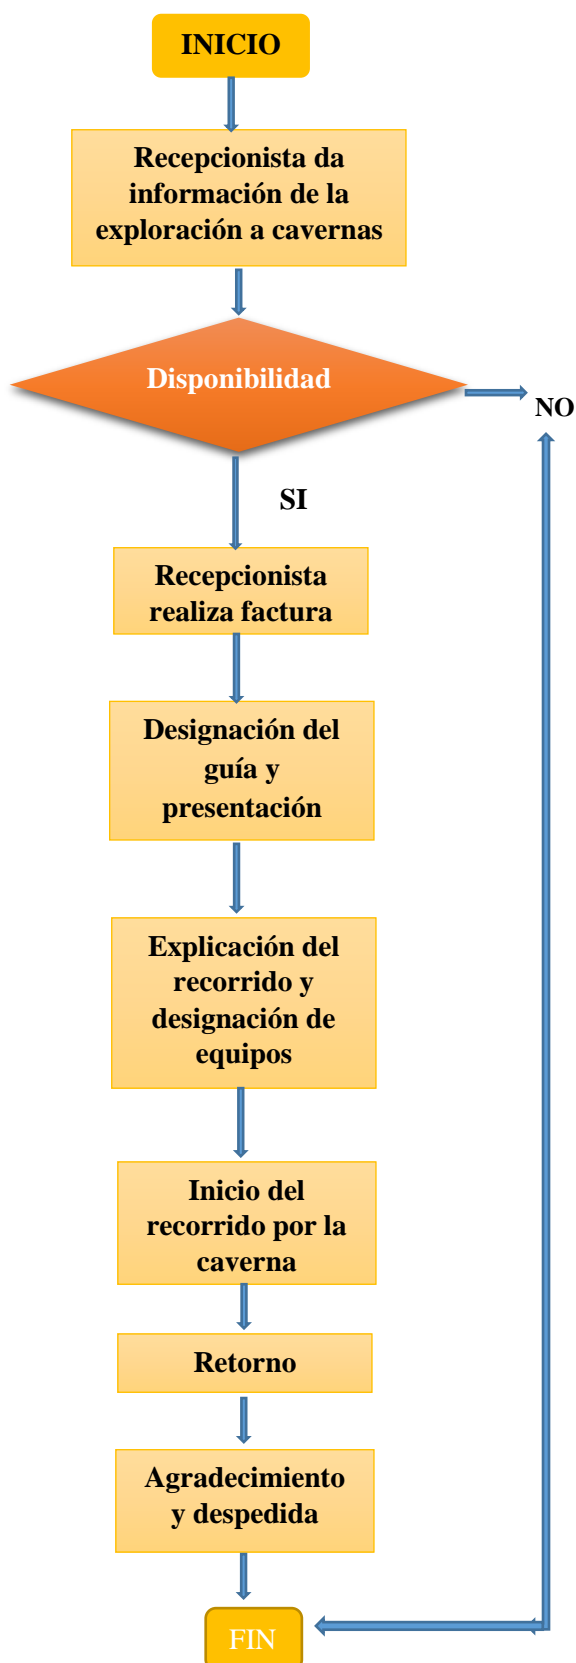 INICIO
Recepcionista da
información de la
exploración a cavernas
Disponibilidad
NO
SI
Recepcionista
realiza factura
Designación del
guía y
presentación
Explicación del
recorrido y
designación de
equipos
Inicio del
recorrido por la
caverna
Retorno
Agradecimiento
y despedida
FIN